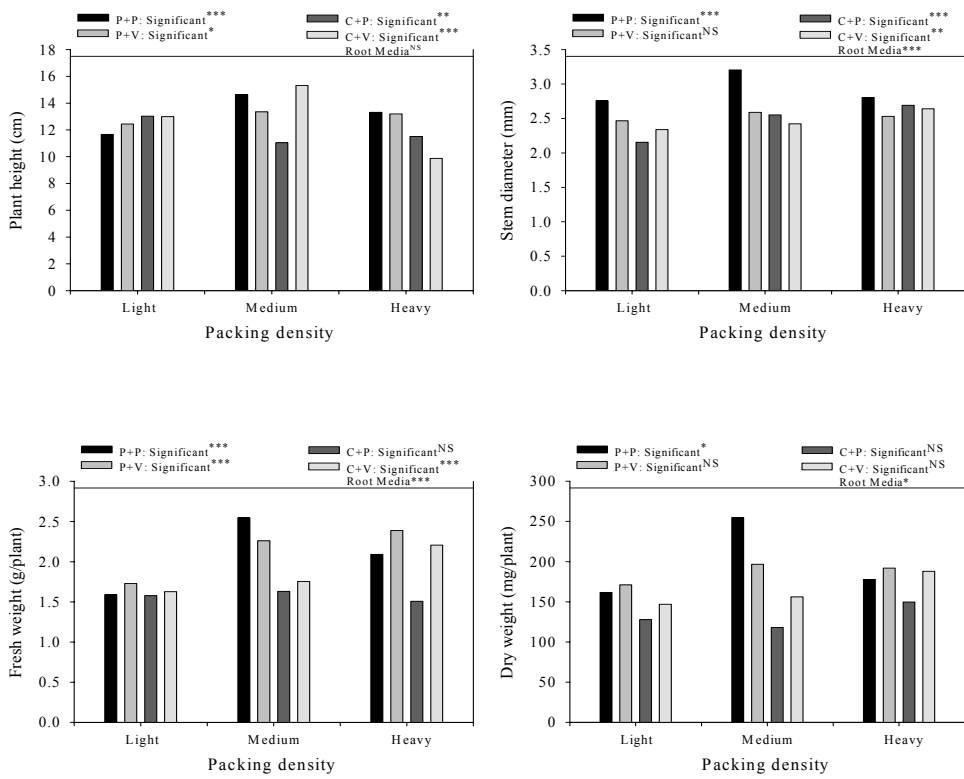 P+P: Significant*** C+P: Significant**
P+V: Significant* C+V: Significant***
Root Media^NS
18
16
14
12
10
8
6
4
2
0
Plant height (cm)
Light Medium Heavy
Packing density
P+P: Significant*** C+P: Significant***
P+V: Significant^NS C+V: Significant**
Root Media***
3.5
3.0
2.5
2.0
1.5
1.0
0.5
0.0
Stem diameter (mm)
Light Medium Heavy
Packing density
P+P: Significant*** C+P: Significant^NS
P+V: Significant*** C+V: Significant***
Root Media***
3.0
2.5
2.0
1.5
1.0
0.5
0.0
Fresh weight (g/plant)
Light Medium Heavy
Packing density
P+P: Significant* C+P: Significant^NS
P+V: Significant^NS C+V: Significant^NS
Root Media*
300
250
200
150
100
50
0
Dry weight (mg/plant)
Light Medium Heavy
Packing density